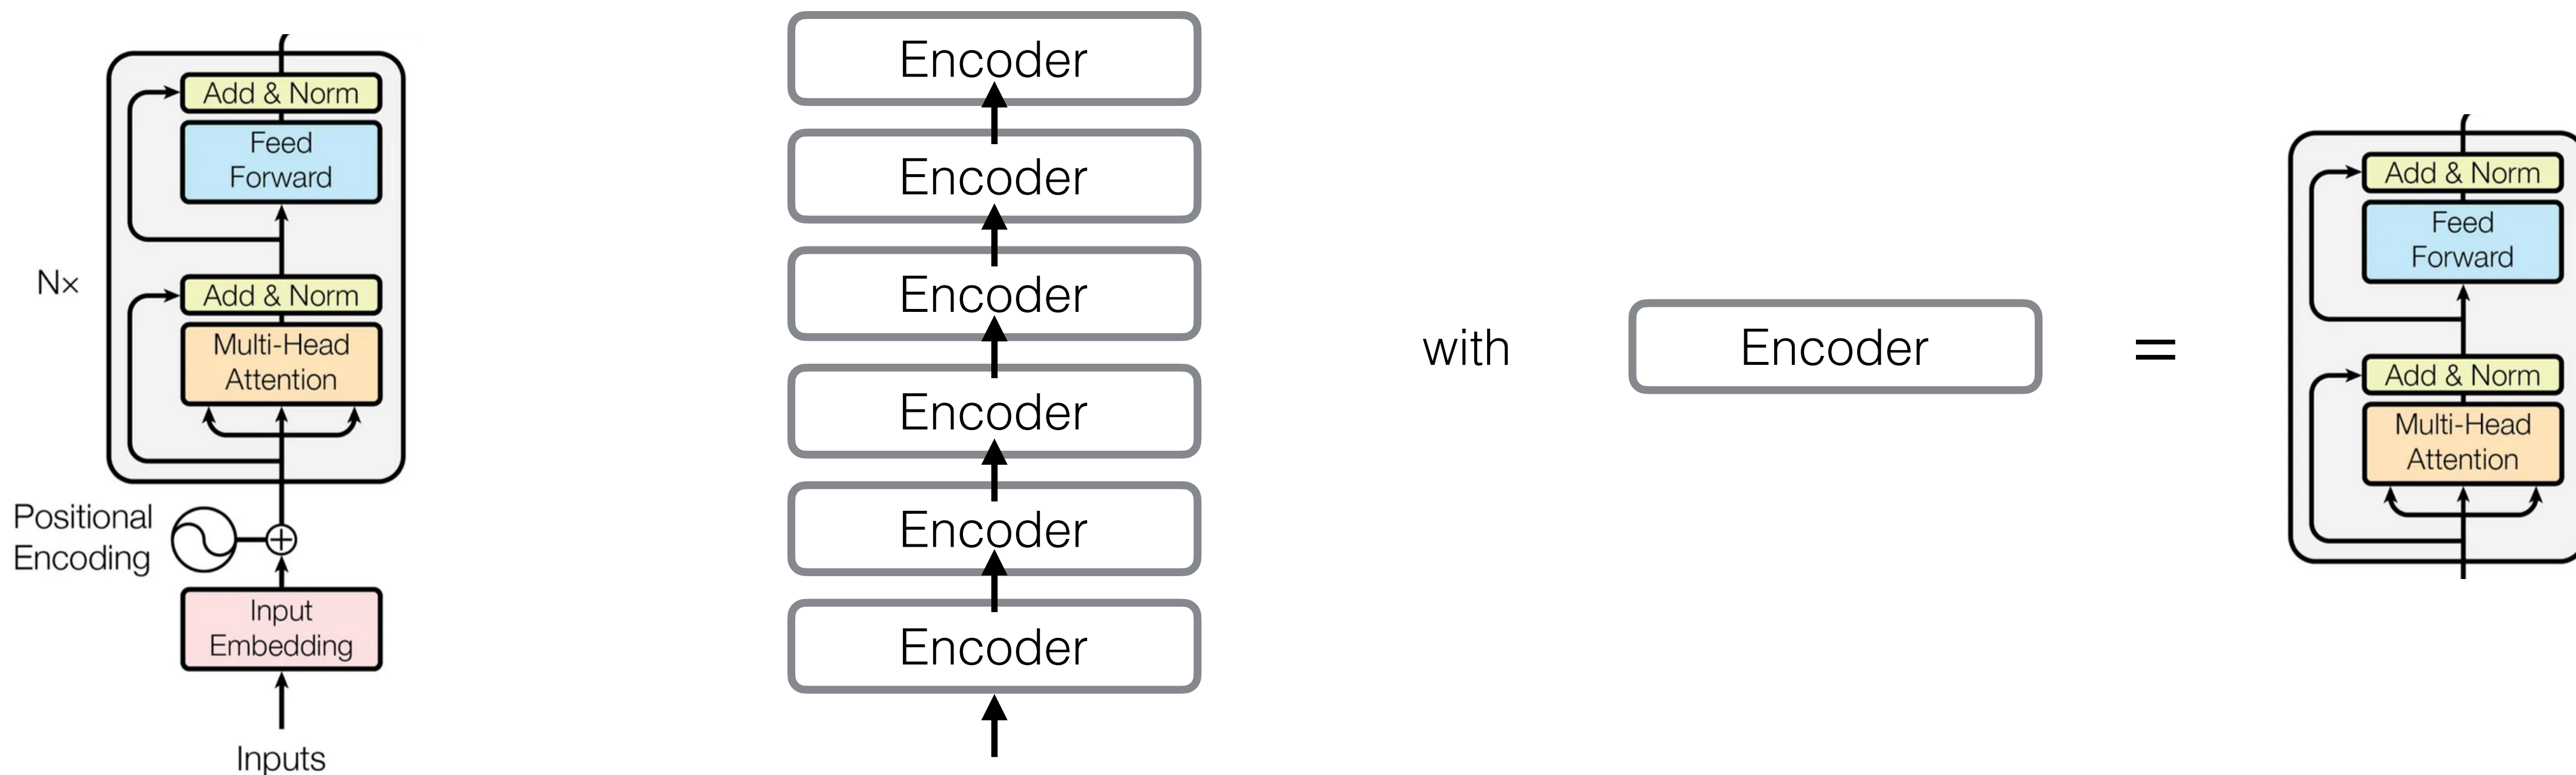 Add & Norm
Feed
Forward
N×
Add & Norm
Multi-Head
Attention
Positional
Encoding
Input
Embedding
Inputs
Encoder
Encoder
Encoder
Encoder
Encoder
Encoder
with
Encoder
=
Add & Norm
Feed
Forward
Add & Norm
Multi-Head
Attention